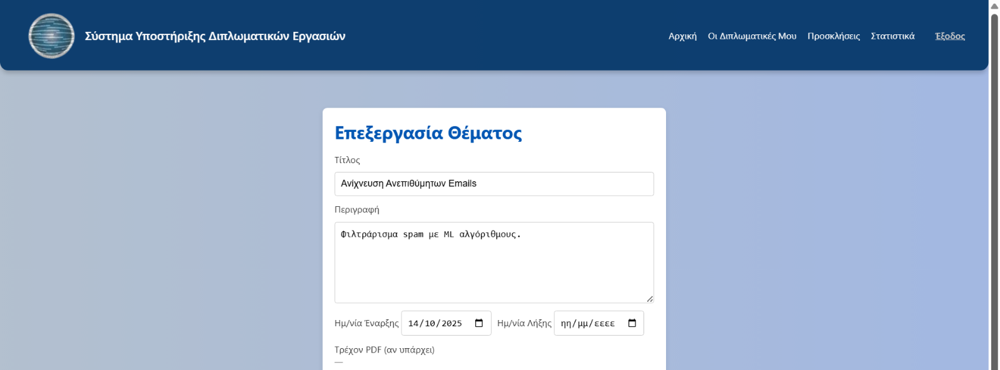 Σύστημα Υποστήριξης Διπλωματικών Εργασιών
Αρχική Οι Διπλωματικές Μου Προσκλήσεις Στατιστικά Έξοδος
Επεξεργασία Θέματος
Τίτλος
Ανίχνευση Ανεπιθύμητων Emails
Περιγραφή
Φιλτράρισμα spam με ML αλγόριθμους.
Ημ/νία Έναρξης 14/10/2025 Ημ/νία Λήξης ηη/μμ/εεεε
Τρέχον PDF (αν υπάρχει)
—